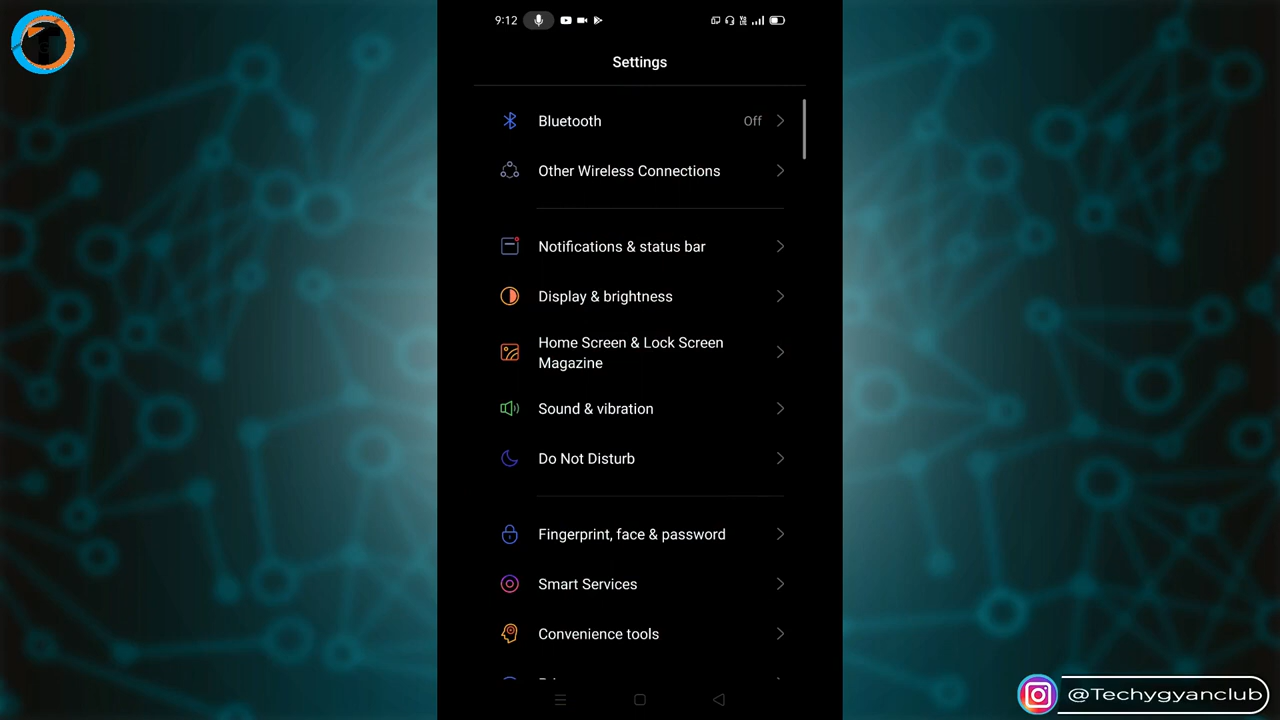 9:12
Settings
Bluetooth
Off
Other Wireless Connections
Notifications & status bar
Display & brightness
Home Screen & Lock Screen
Magazine
Sound & vibration
Do Not Disturb
Fingerprint, face & password
Smart Services
Convenience tools
@Techygyanclub